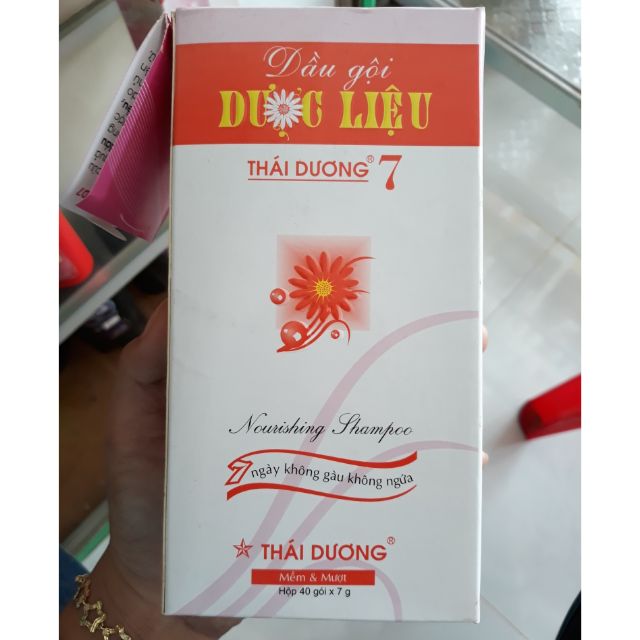 Dầu gội
DƯỢC LIỆU
THÁI DƯƠNG® 7
Nourishing Shampoo
7 ngày không gàu không ngứa
THÁI DƯƠNG®
Mềm & Mượt
Hộp 40 gói x 7 g